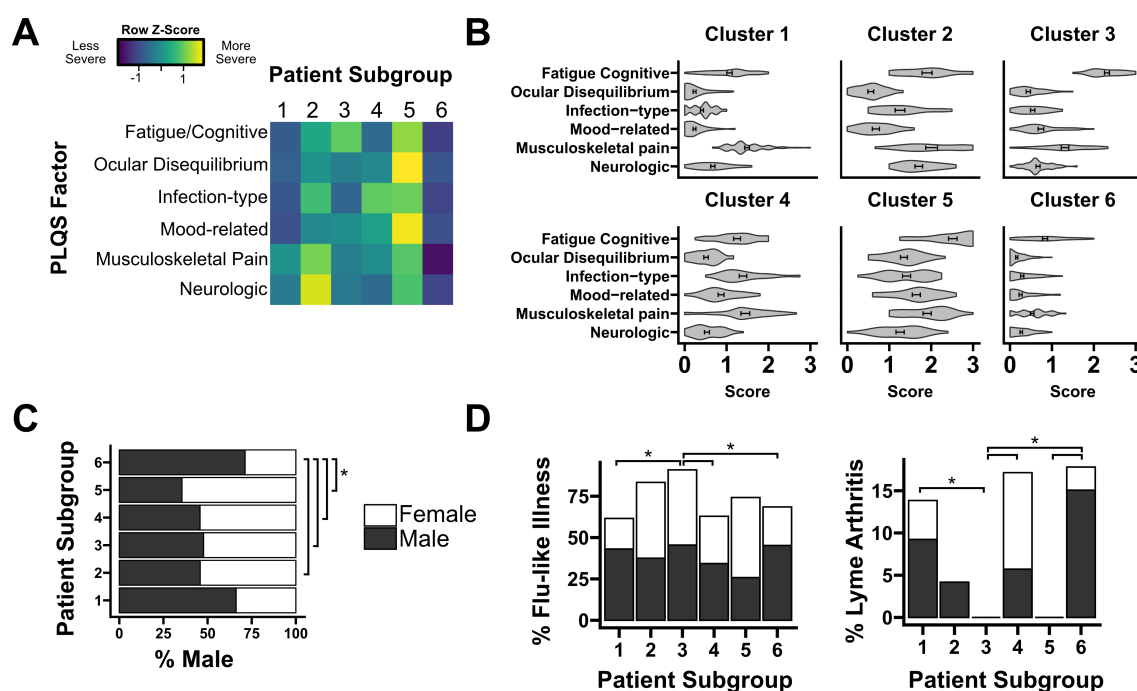 A
Row Z-Score
Less
Severe
More
Severe
-1 1
Patient Subgroup
1 2 3 4 5 6
PLQS Factor
Fatigue/Cognitive
Ocular Disequilibrium
Infection-type
Mood-related
Musculoskeletal Pain
Neurologic
B
Cluster 1 Cluster 2 Cluster 3
Fatigue Cognitive
Ocular Disequilibrium
Infection-type
Mood-related
Musculoskeletal pain
Neurologic
Cluster 4 Cluster 5 Cluster 6
Fatigue Cognitive
Ocular Disequilibrium
Infection-type
Mood-related
Musculoskeletal pain
Neurologic
0 1 2 3 0 1 2 3 0 1 2 3
Score Score Score
C
Patient Subgroup
6
5
4
3
2
1
*
0 25 50 75 100
% Male
Female
Male
D
% Flu-like Illness
75
50
25
0
* *
1 2 3 4 5 6
Patient Subgroup
% Lyme Arthritis
15
10
5
0
* *
1 2 3 4 5 6
Patient Subgroup